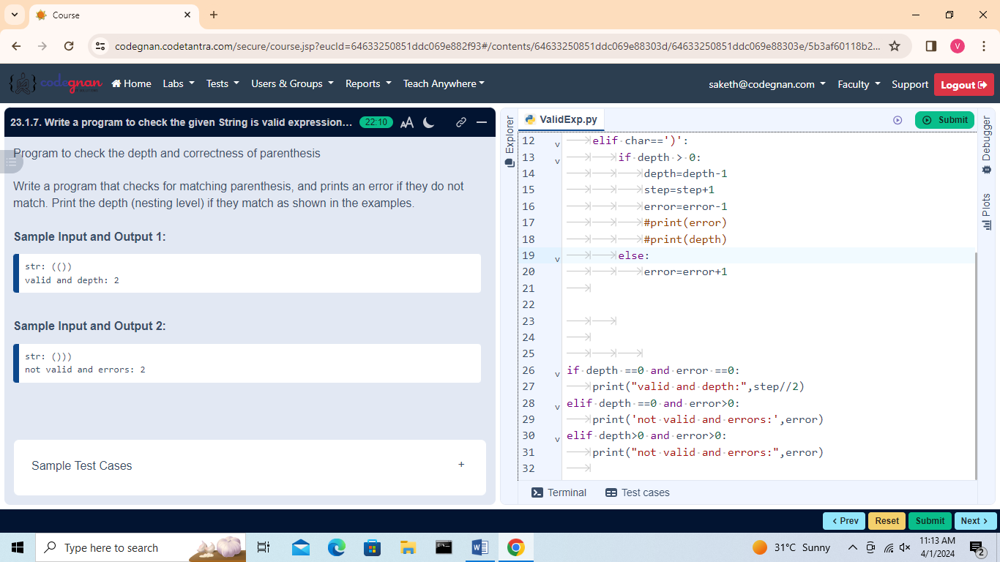 Course
codegnan.codetantra.com/secure/course.jsp?eucId=64633250851ddc069e882f93#/contents/64633250851ddc069e88303d/64633250851ddc069e88303e/5b3af60118b2...
V
codegnan
Home
Labs
Tests
Users & Groups
Reports
Teach Anywhere
saketh@codegnan.com
Faculty
Support
Logout
23.1.7. Write a program to check the given String is valid expression...
22:10
AA
Program to check the depth and correctness of parenthesis
Write a program that checks for matching parenthesis, and prints an error if they do not
match. Print the depth (nesting level) if they match as shown in the examples.
Sample Input and Output 1:
str: (())
valid and depth: 2
Sample Input and Output 2:
str: ()))
not valid and errors: 2
Sample Test Cases
+
Explorer
ValidExp.py
Submit
12 elif char==')':
13 if depth > 0:
14 depth=depth-1
15 step=step+1
16 error=error-1
17 #print(error)
18 #print(depth)
19 else:
20 error=error+1
21
22
23
24
25
26 if depth ==0 and error ==0:
27 print("valid and depth:",step//2)
28 elif depth ==0 and error>0:
29 print('not valid and errors:',error)
30 elif depth>0 and error>0:
31 print("not valid and errors:",error)
32
Debugger
Plots
Terminal
Test cases
< Prev
Reset
Submit
Next >
Type here to search
31°C Sunny
11:13 AM
4/1/2024
2